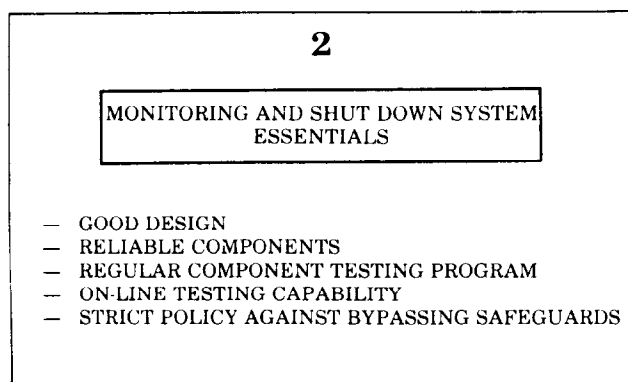 2
MONITORING AND SHUT DOWN SYSTEM
ESSENTIALS
— GOOD DESIGN
— RELIABLE COMPONENTS
— REGULAR COMPONENT TESTING PROGRAM
— ON-LINE TESTING CAPABILITY
— STRICT POLICY AGAINST BYPASSING SAFEGUARDS